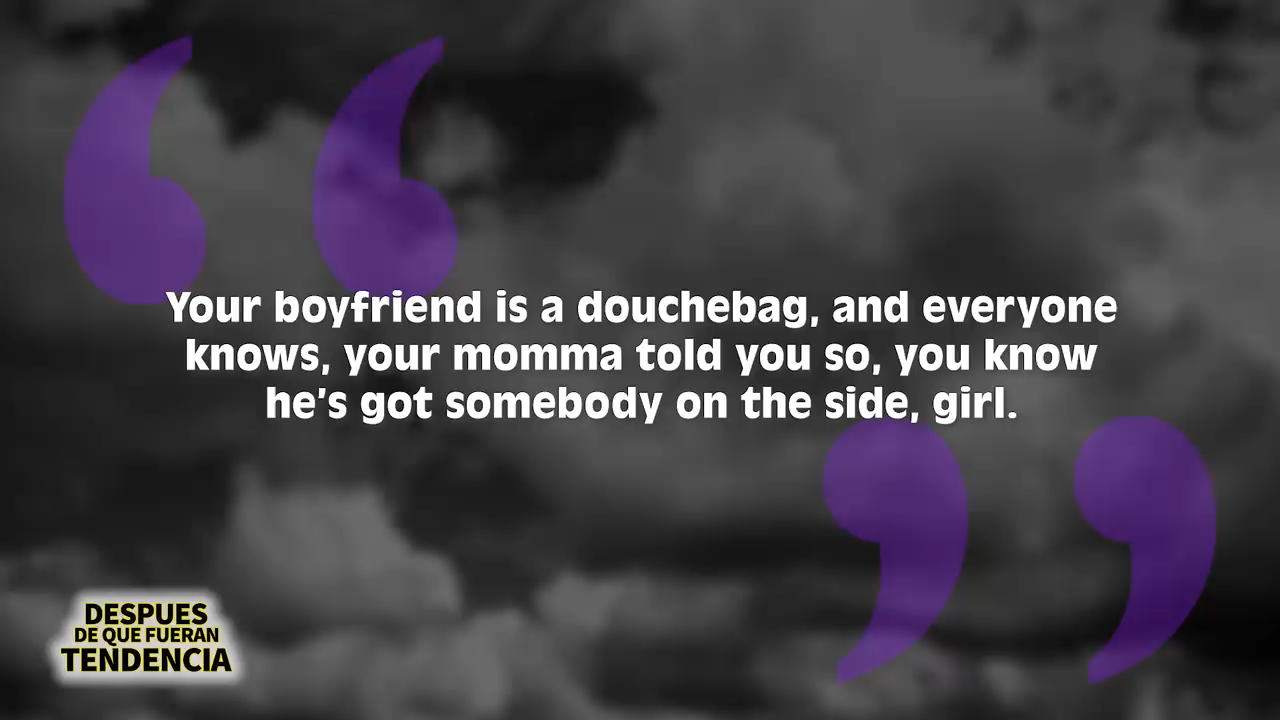 Your boyfriend is a douchebag, and everyone
knows, your momma told you so, you know
he's got somebody on the side, girl.
DESPUES
DE QUE FUERAN
TENDENCIA